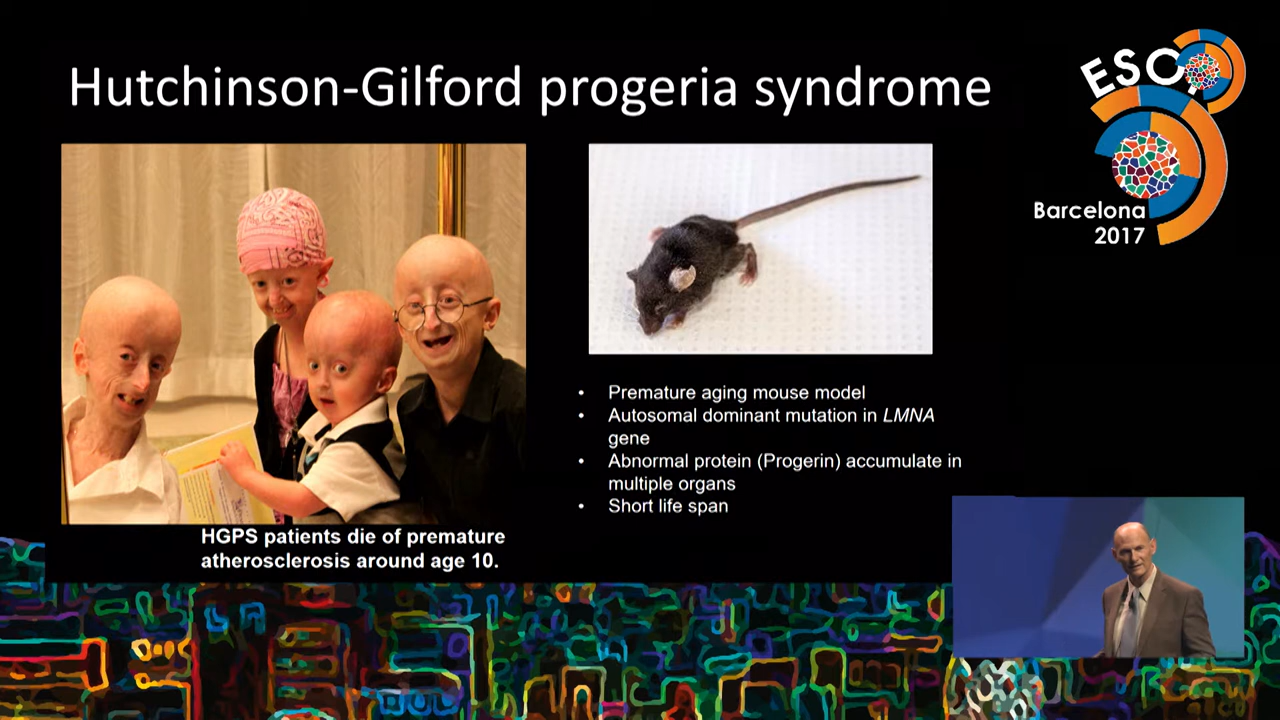 Hutchinson-Gilford progeria syndrome
ESOT
Barcelona
2017
• Premature aging mouse model
• Autosomal dominant mutation in LMNA
gene
• Abnormal protein (Progerin) accumulate in
multiple organs
• Short life span
HGPS patients die of premature
atherosclerosis around age 10.